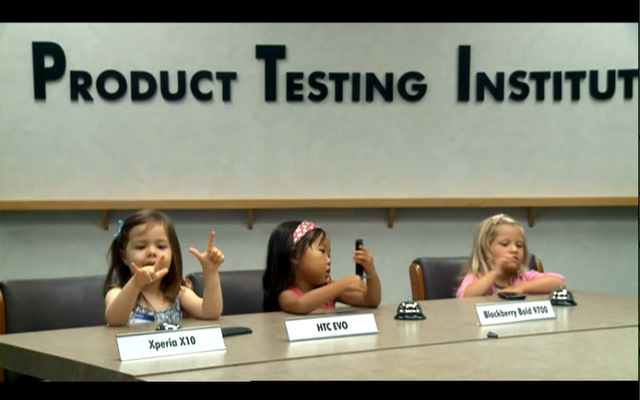 PRODUCT TESTING INSTITUT
Xperia X10
HTC EVO
Blackberry Bold 9700